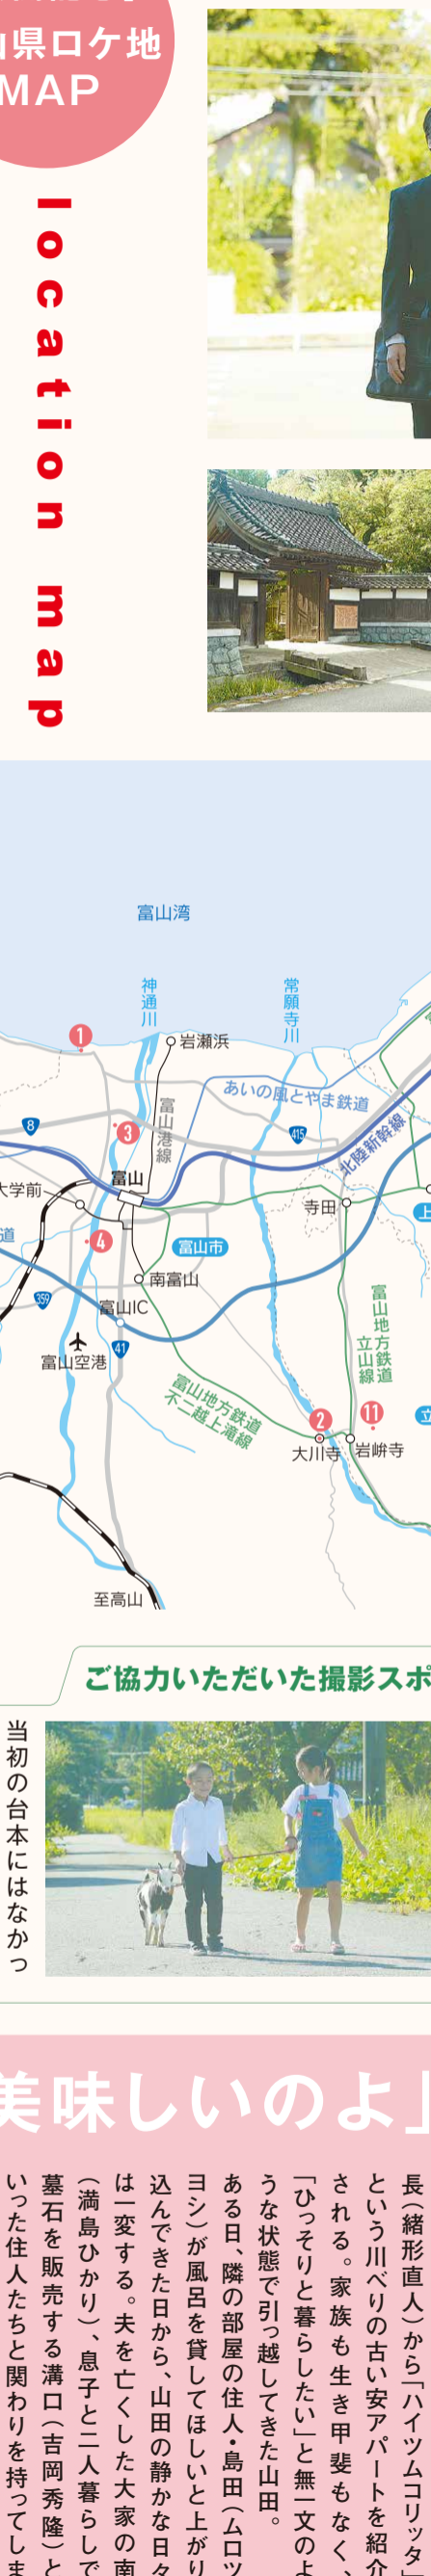 山県ロケ地
MAP
location map
富山湾
神通川
常願寺川
1
岩瀬浜
あいの風とやま鉄道
8
3
富山港線
415
北陸新幹線
富山
大学前
寺田
上
道
4
富山市
359
南富山
富山IC
41
富山空港
富山地方鉄道
立山線
富山地方鉄道
不二越上滝線
2
11
立
大川寺
岩峅寺
至高山
ご協力いただいた撮影スポ
当初の台本にはなかっ
美味しいのよ」
長(緒形直人)から「ハイツムコリッタ」
という川べりの古い安アパートを紹介
される。家族も生き甲斐もなく、
「ひっそりと暮らしたい」と無一文のよ
うな状態で引っ越してきた山田。
ある日、隣の部屋の住人・島田(ムロツ
ヨシ)が風呂を貸してほしいと上がり
込んできた日から、山田の静かな日々
は一変する。夫を亡くした大家の南
(満島ひかり)、息子と二人暮らしで
墓石を販売する溝口(吉岡秀隆)と
いった住人たちと関わりを持ってしま